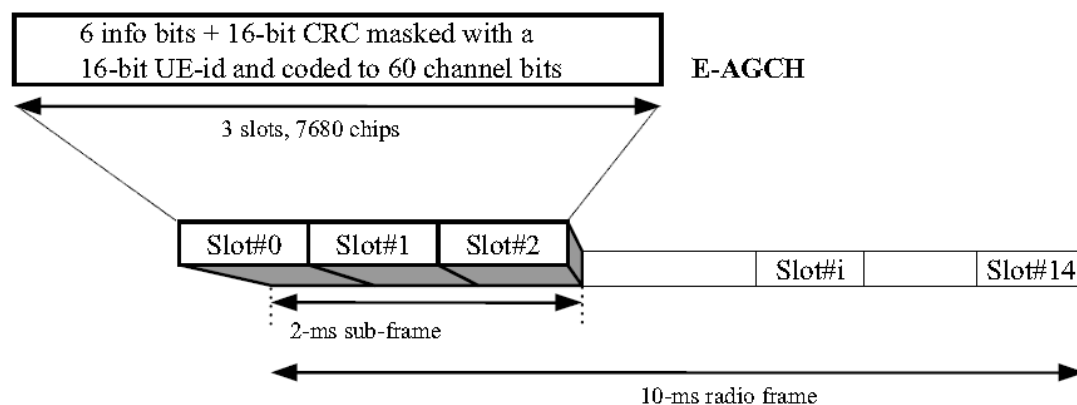 6 info bits + 16-bit CRC masked with a
16-bit UE-id and coded to 60 channel bits
E-AGCH
3 slots, 7680 chips
Slot#0 Slot#1 Slot#2
Slot#i Slot#14
2-ms sub-frame
10-ms radio frame